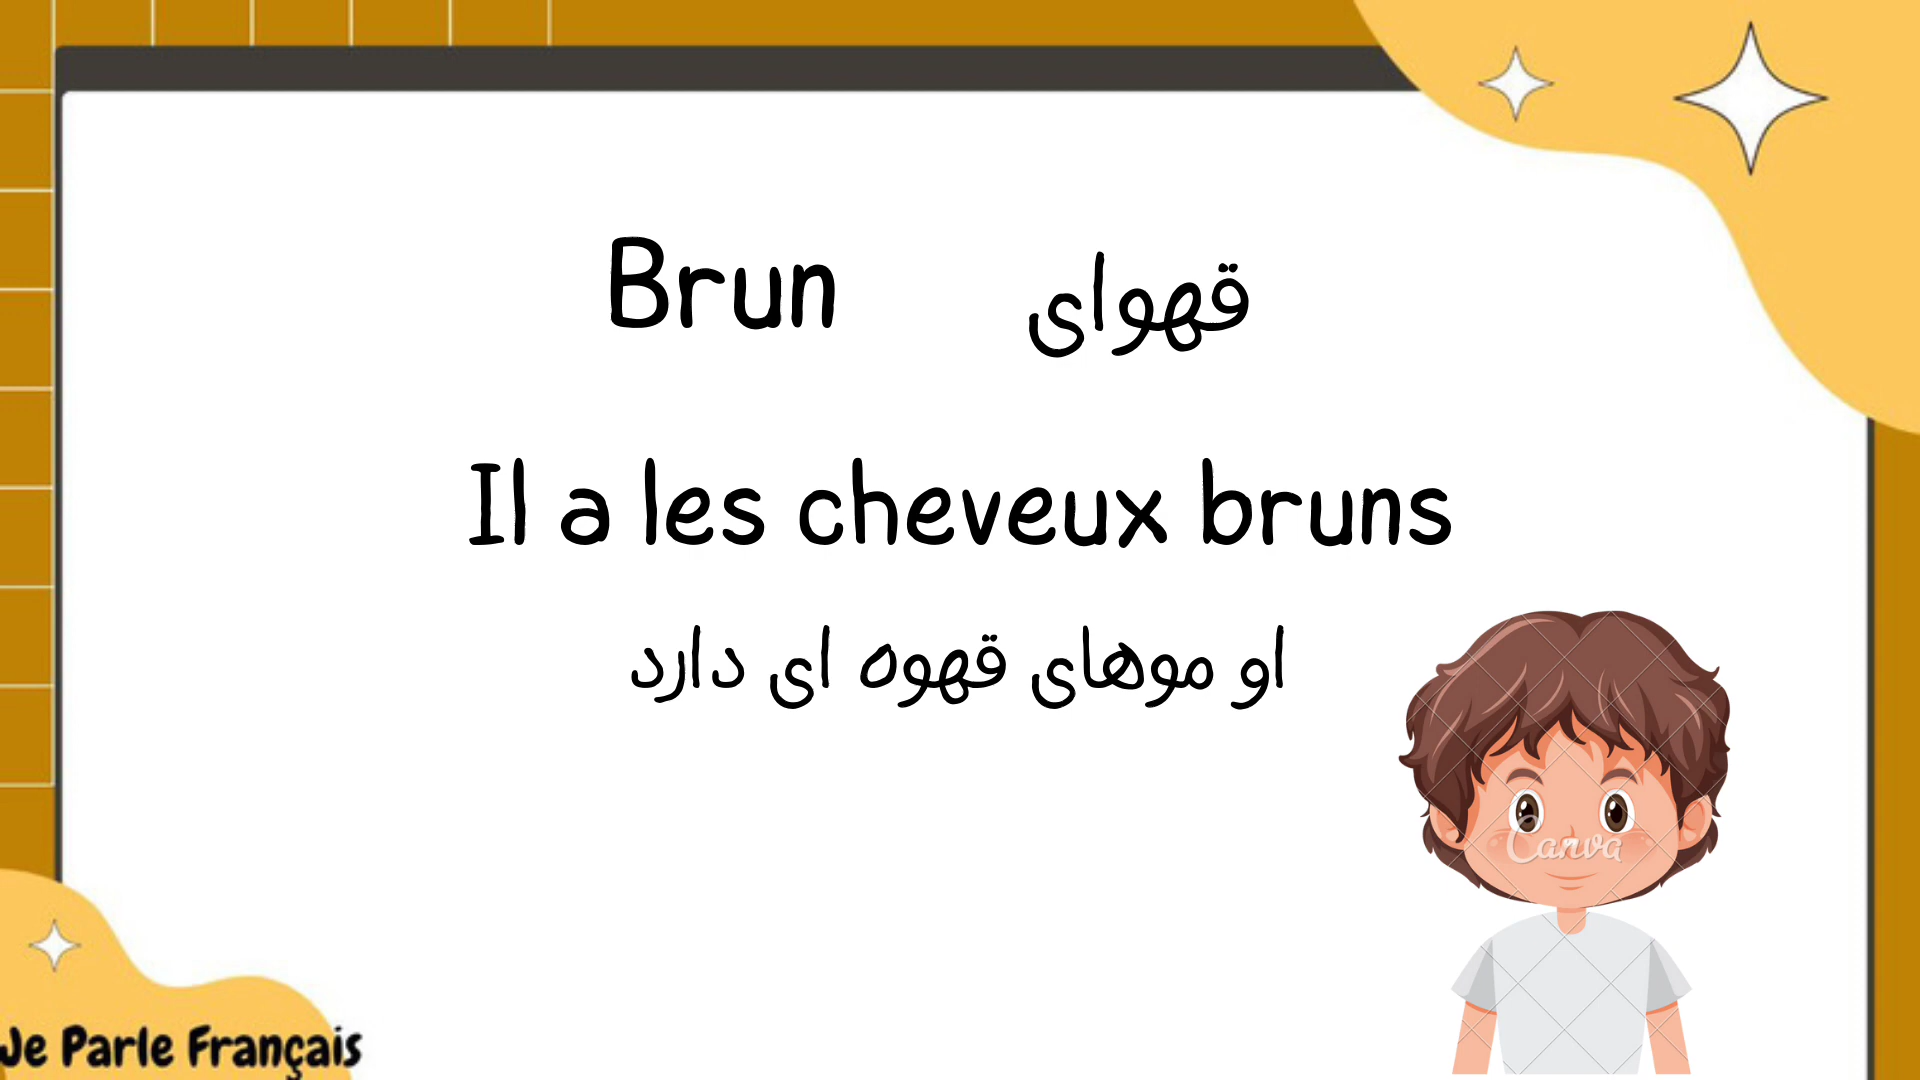 Brun قهوای
Il a les cheveux bruns
او موهای قهوه ای دارد
Canva
Je Parle Français